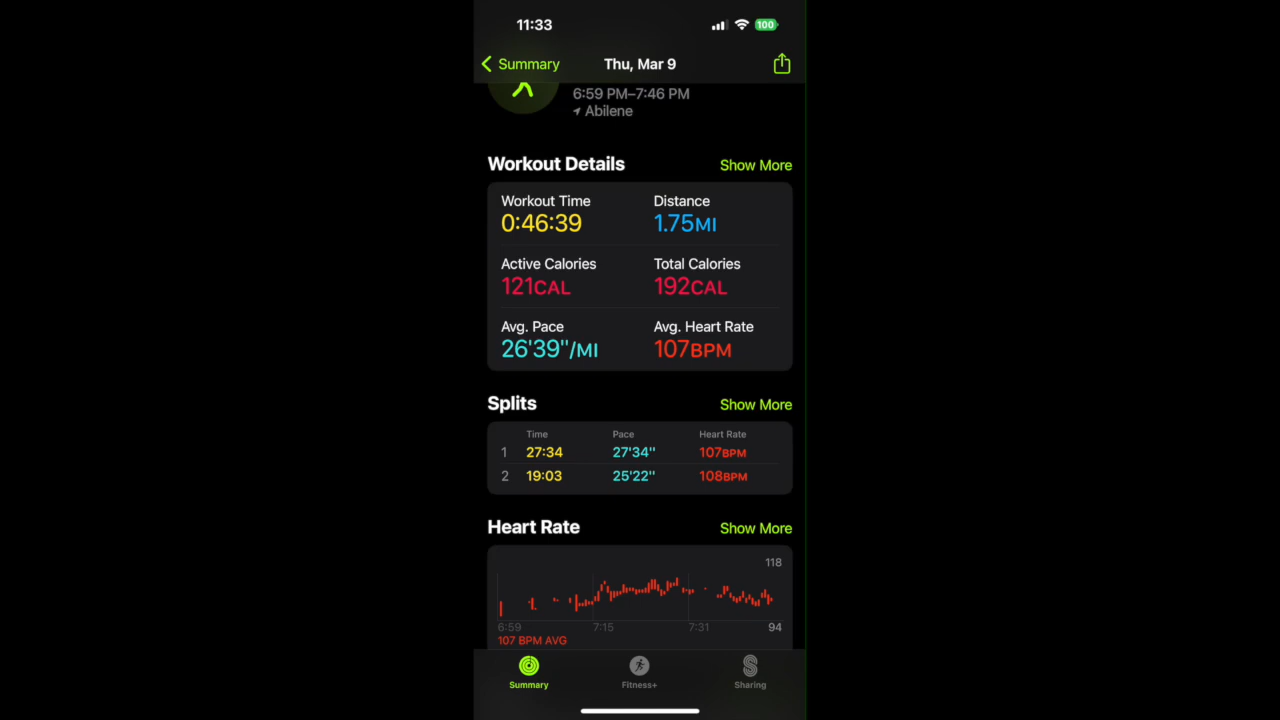 11:33
100
Summary
Thu, Mar 9
6:59 PM–7:46 PM
Abilene
Workout Details
Show More
Workout Time
Distance
0:46:39
1.75MI
Active Calories
Total Calories
121CAL
192CAL
Avg. Pace
Avg. Heart Rate
26'39"/MI
107BPM
Splits
Show More
Time Pace Heart Rate
1 27:34 27'34" 107BPM
2 19:03 25'22" 108BPM
Heart Rate
Show More
118
6:59 7:15 7:31 94
107 BPM AVG
Summary
Fitness+
Sharing